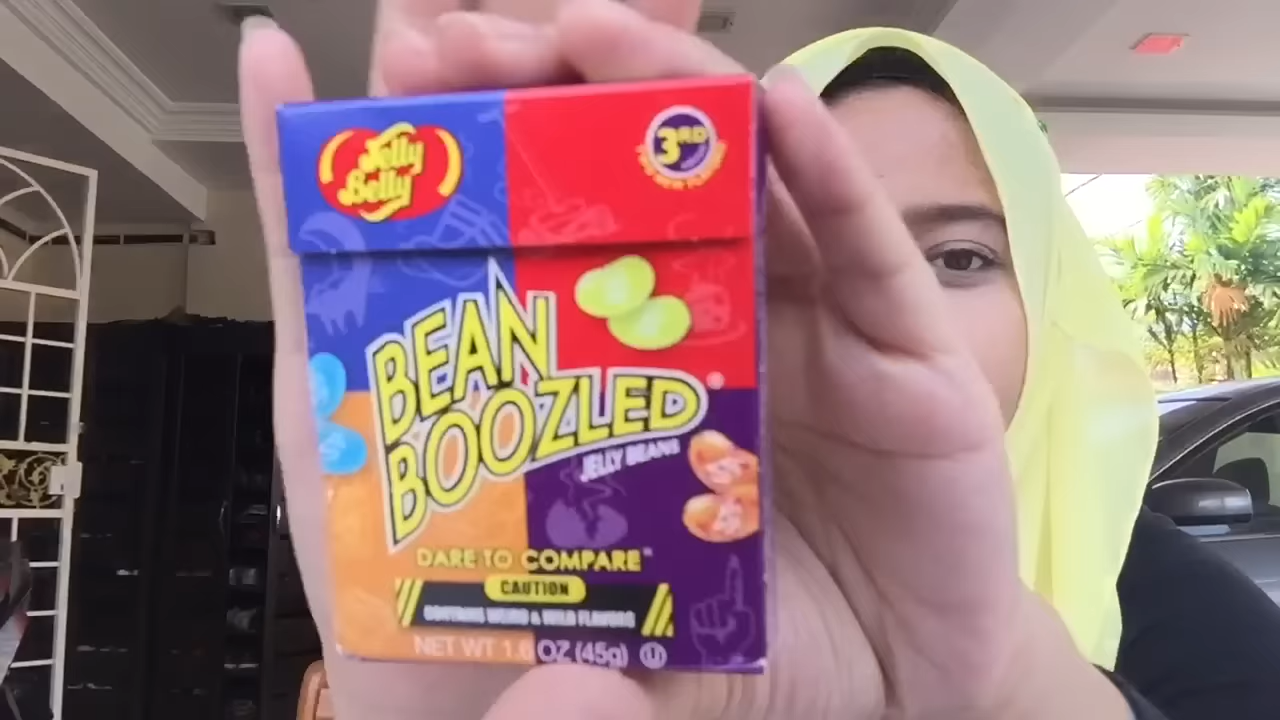 Jelly
Belly
3RD
BEAN
BOOZLED
JELLY BEANS
DARE TO COMPARE™
CAUTION
CONTAINS WEIRD & WILD FLAVORS
NET WT 1.6 OZ (45g)